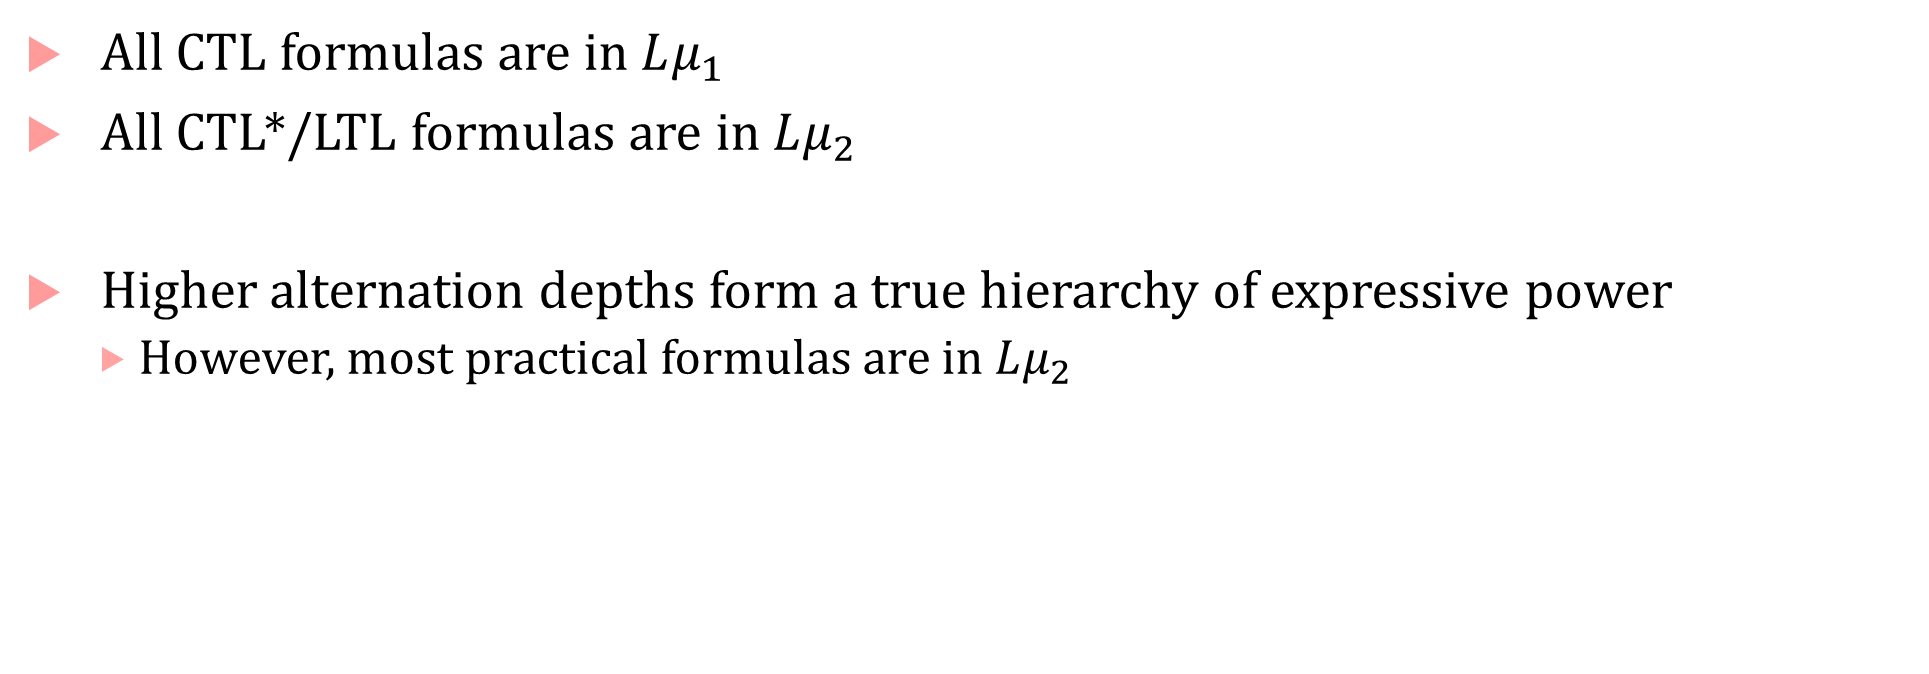 ▶ All CTL formulas are in 𝐿𝜇₁
▶ All CTL*/LTL formulas are in 𝐿𝜇₂
▶ Higher alternation depths form a true hierarchy of expressive power
▶ However, most practical formulas are in 𝐿𝜇₂